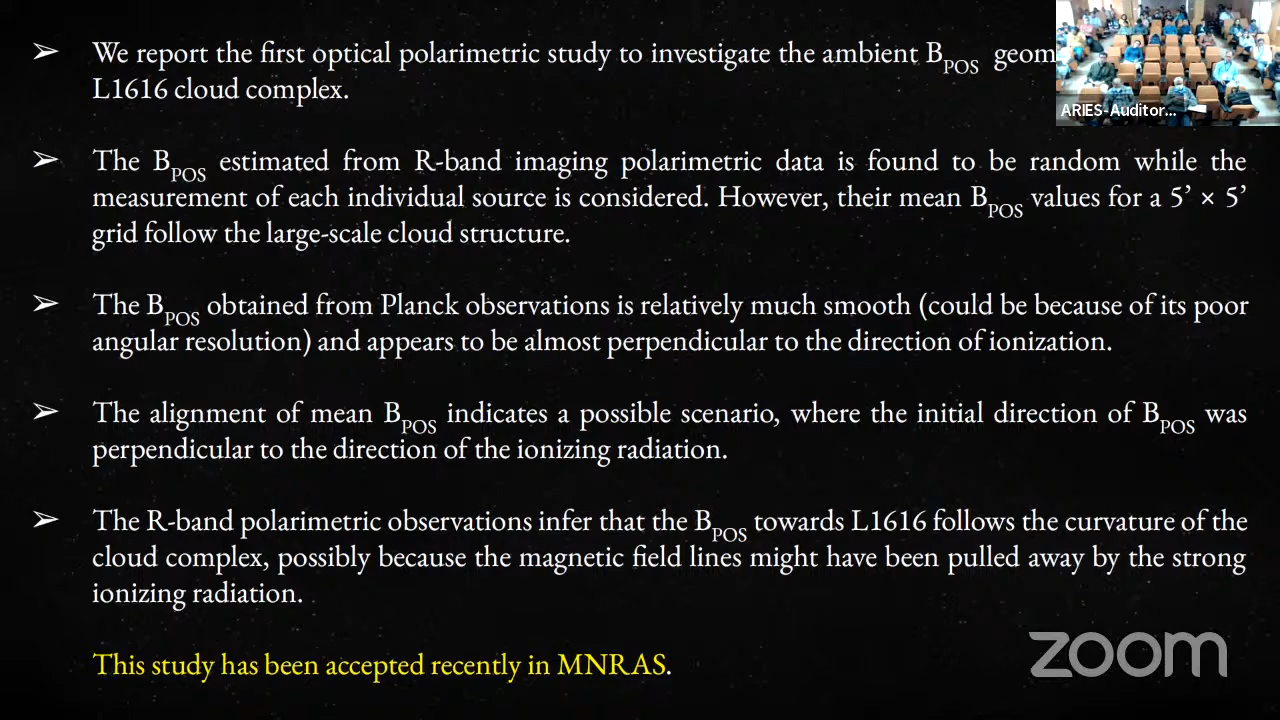 ➢ We report the first optical polarimetric study to investigate the ambient B_POS geom
L1616 cloud complex.
➢ The B_POS estimated from R-band imaging polarimetric data is found to be random while the
measurement of each individual source is considered. However, their mean B_POS values for a 5’ × 5’
grid follow the large-scale cloud structure.
➢ The B_POS obtained from Planck observations is relatively much smooth (could be because of its poor
angular resolution) and appears to be almost perpendicular to the direction of ionization.
➢ The alignment of mean B_POS indicates a possible scenario, where the initial direction of B_POS was
perpendicular to the direction of the ionizing radiation.
➢ The R-band polarimetric observations infer that the B_POS towards L1616 follows the curvature of the
cloud complex, possibly because the magnetic field lines might have been pulled away by the strong
ionizing radiation.
This study has been accepted recently in MNRAS.
ARIES-Auditor...
zoom